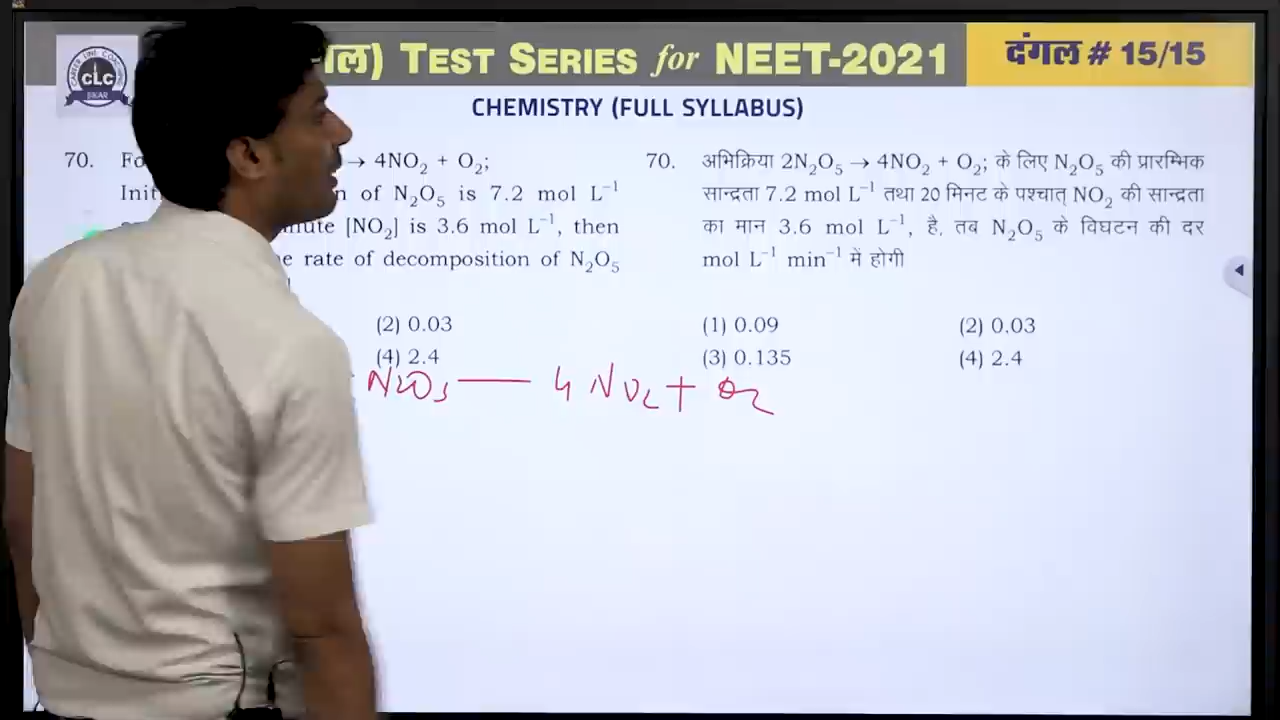 CLC
SIKAR
TEST SERIES for NEET-2021
दंगल # 15/15
CHEMISTRY (FULL SYLLABUS)
70. → 4NO₂ + O₂;
of N₂O₅ is 7.2 mol L⁻¹
[NO₂] is 3.6 mol L⁻¹, then
rate of decomposition of N₂O₅
(2) 0.03
(4) 2.4
70. अभिक्रिया 2N₂O₅ → 4NO₂ + O₂; के लिए N₂O₅ की प्रारम्भिक
सान्द्रता 7.2 mol L⁻¹ तथा 20 मिनट के पश्चात् NO₂ की सान्द्रता
का मान 3.6 mol L⁻¹, है, तब N₂O₅ के विघटन की दर
mol L⁻¹ min⁻¹ में होगी
(1) 0.09 (2) 0.03
(3) 0.135 (4) 2.4
N₂O₅ — 4 NO₂ + O₂